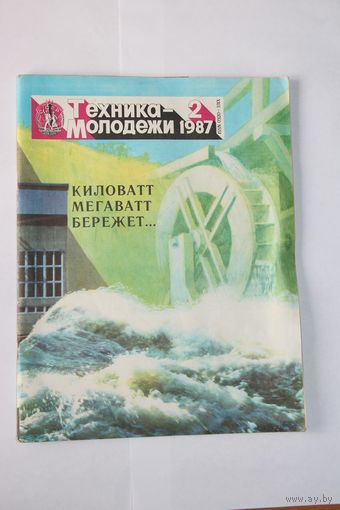 Техника-
Молодежи
2
1987
КИЛОВАТТ
МЕГАВАТТ
БЕРЕЖЕТ...
www.ay.by